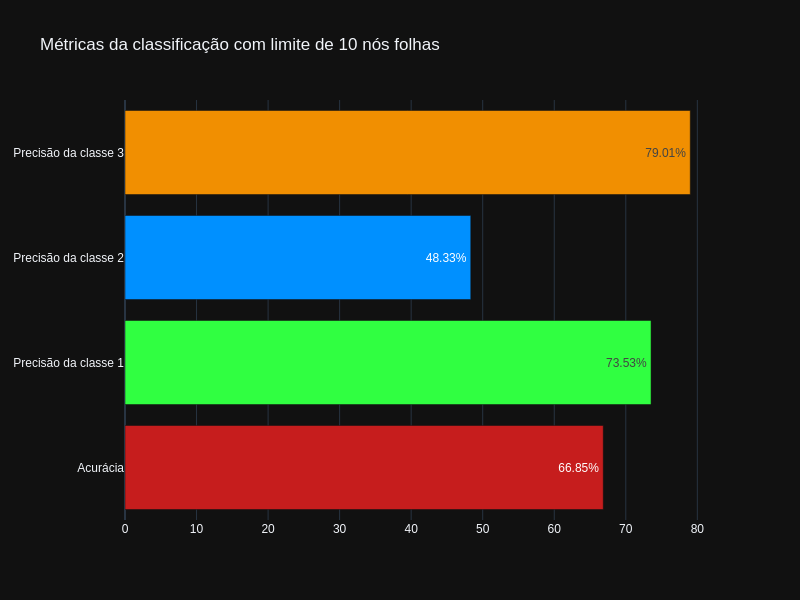 Métricas da classificação com limite de 10 nós folhas
Precisão da classe 3
79.01%
Precisão da classe 2
48.33%
Precisão da classe 1
73.53%
Acurácia
66.85%
0 10 20 30 40 50 60 70 80